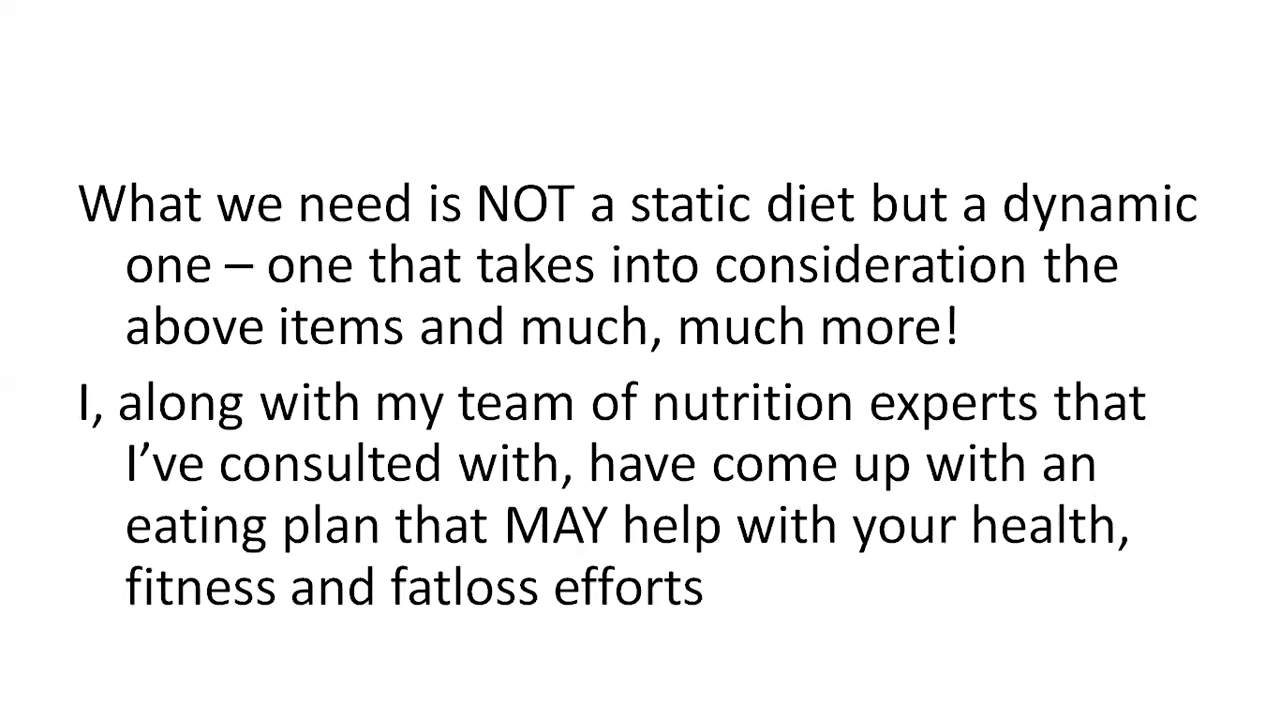 What we need is NOT a static diet but a dynamic
one – one that takes into consideration the
above items and much, much more!
I, along with my team of nutrition experts that
I’ve consulted with, have come up with an
eating plan that MAY help with your health,
fitness and fatloss efforts